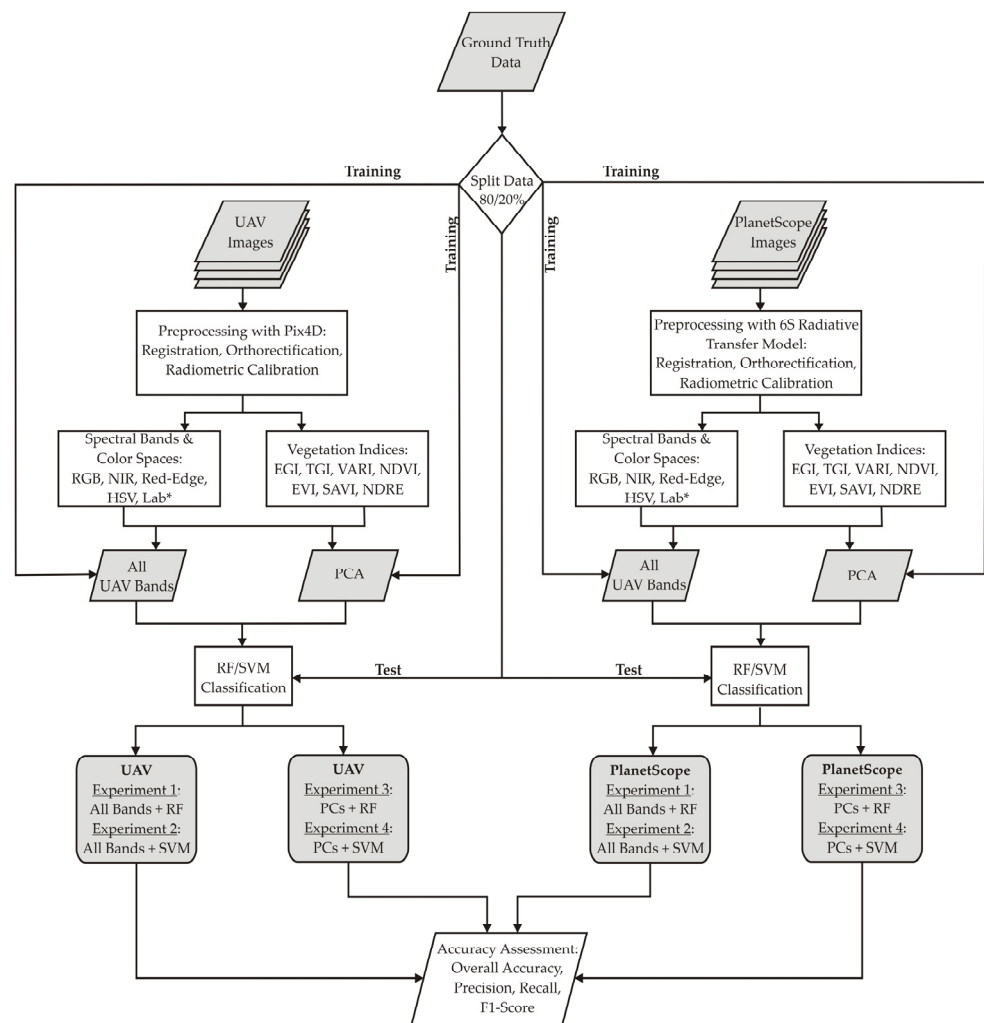 Ground Truth
Data
Split Data
80/20%
Training
Training
Training
Training
UAV
Images
Preprocessing with Pix4D:
Registration, Orthorectification,
Radiometric Calibration
Spectral Bands &
Color Spaces:
RGB, NIR, Red-Edge,
HSV, Lab*
Vegetation Indices:
EGI, TGI, VARI, NDVI,
EVI, SAVI, NDRE
All
UAV Bands
PCA
RF/SVM
Classification
Test
UAV
Experiment 1:
All Bands + RF
Experiment 2:
All Bands + SVM
UAV
Experiment 3:
PCs + RF
Experiment 4:
PCs + SVM
PlanetScope
Images
Preprocessing with 6S Radiative
Transfer Model:
Registration, Orthorectification,
Radiometric Calibration
Spectral Bands &
Color Spaces:
RGB, NIR, Red-Edge,
HSV, Lab*
Vegetation Indices:
EGI, TGI, VARI, NDVI,
EVI, SAVI, NDRE
All
UAV Bands
PCA
Test
RF/SVM
Classification
PlanetScope
Experiment 1:
All Bands + RF
Experiment 2:
All Bands + SVM
PlanetScope
Experiment 3:
PCs + RF
Experiment 4:
PCs + SVM
Accuracy Assessment:
Overall Accuracy,
Precision, Recall,
F1-Score